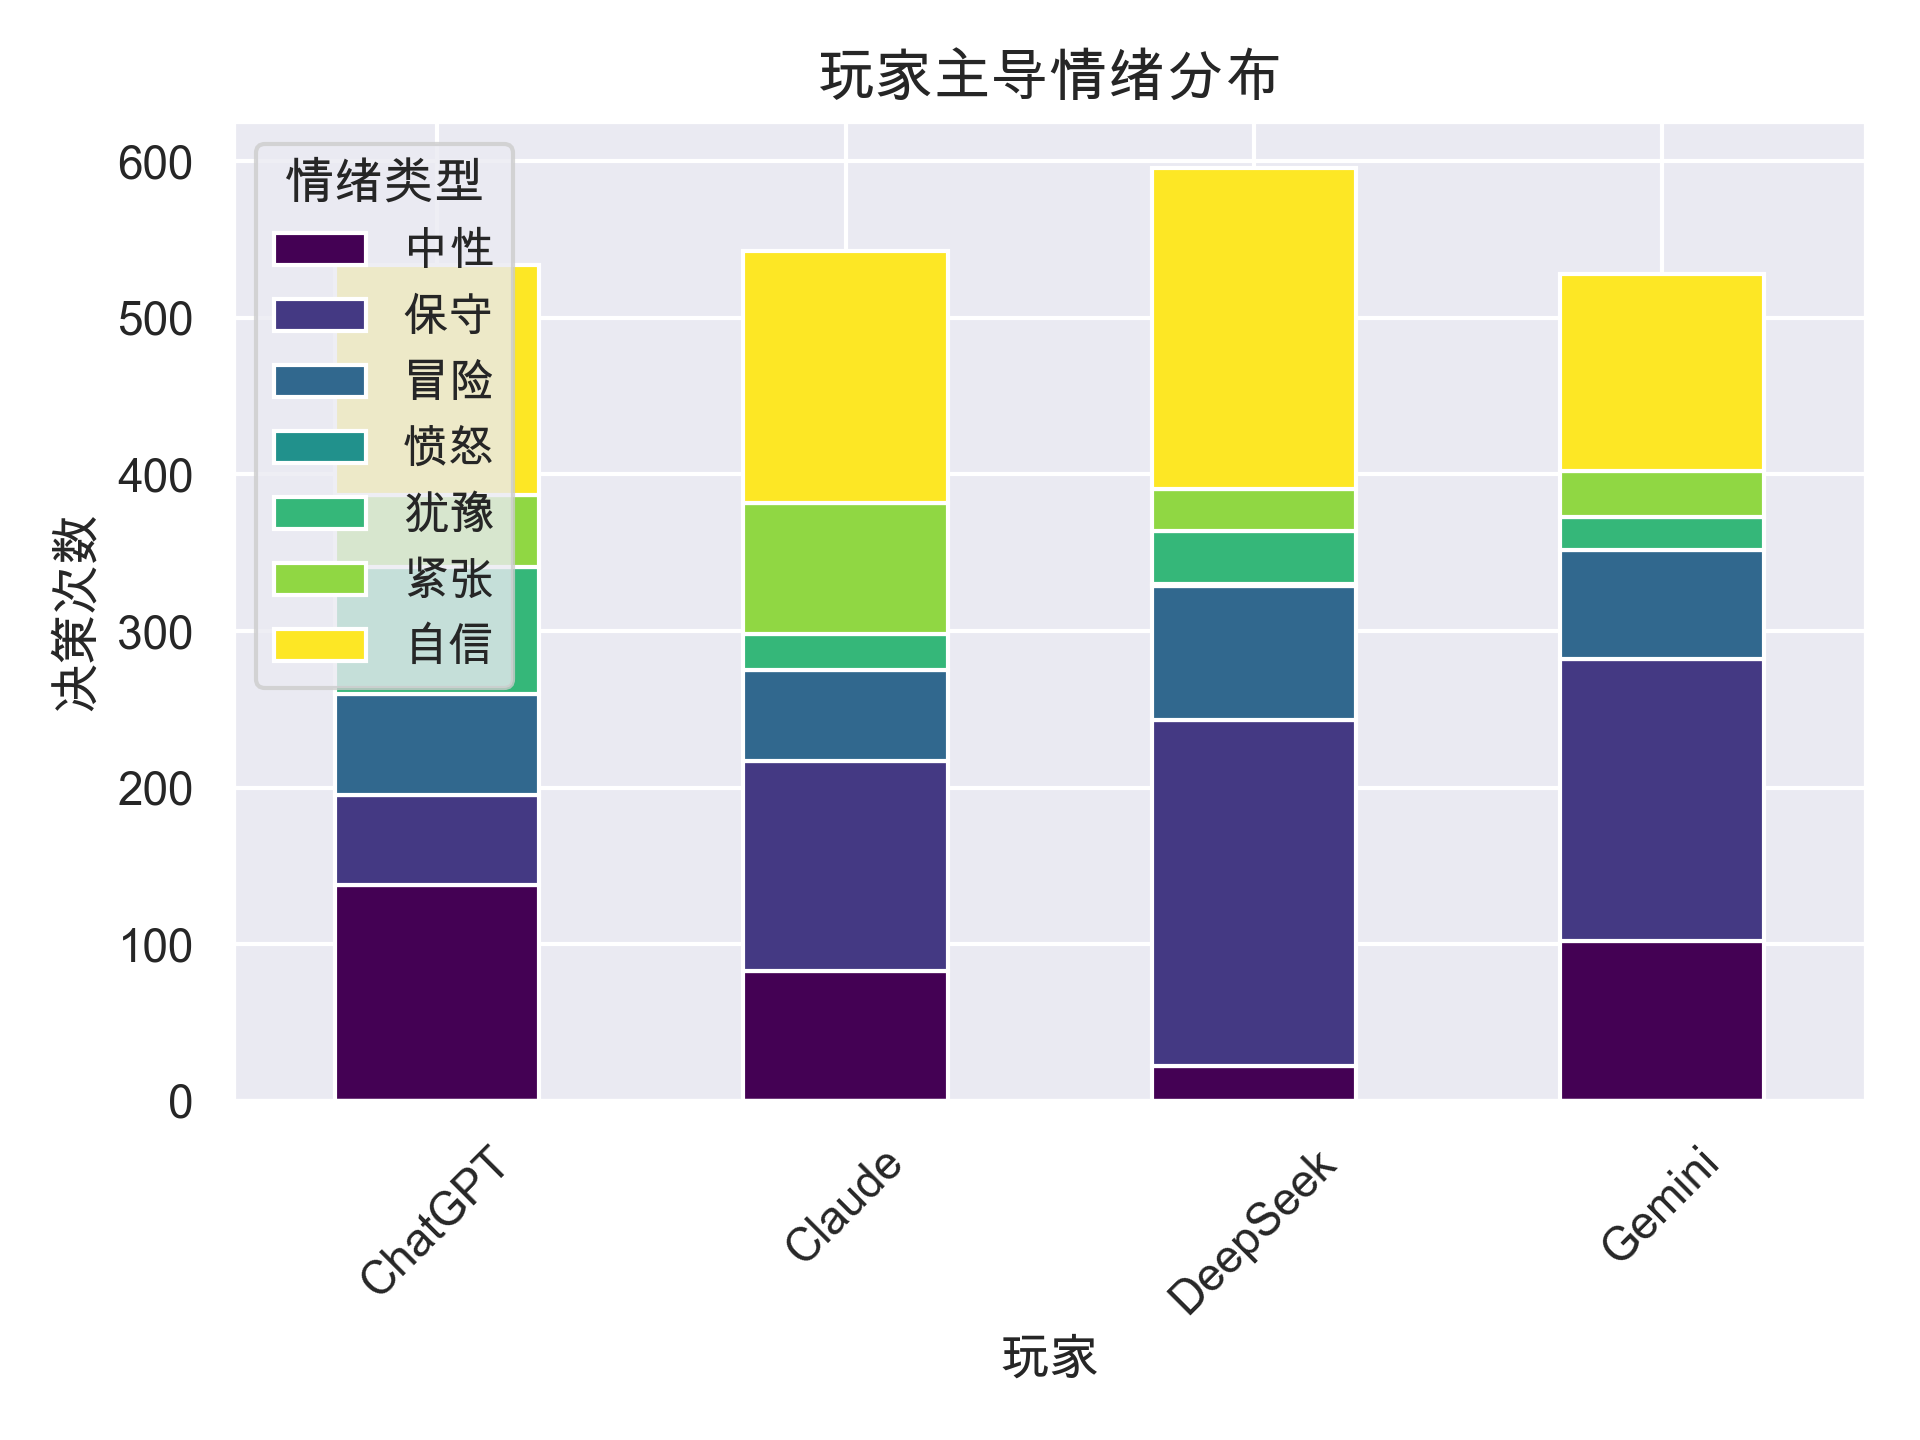 玩家主导情绪分布
情绪类型
中性
保守
冒险
愤怒
犹豫
紧张
自信
决策次数
600
500
400
300
200
100
0
ChatGPT
Claude
DeepSeek
Gemini
玩家